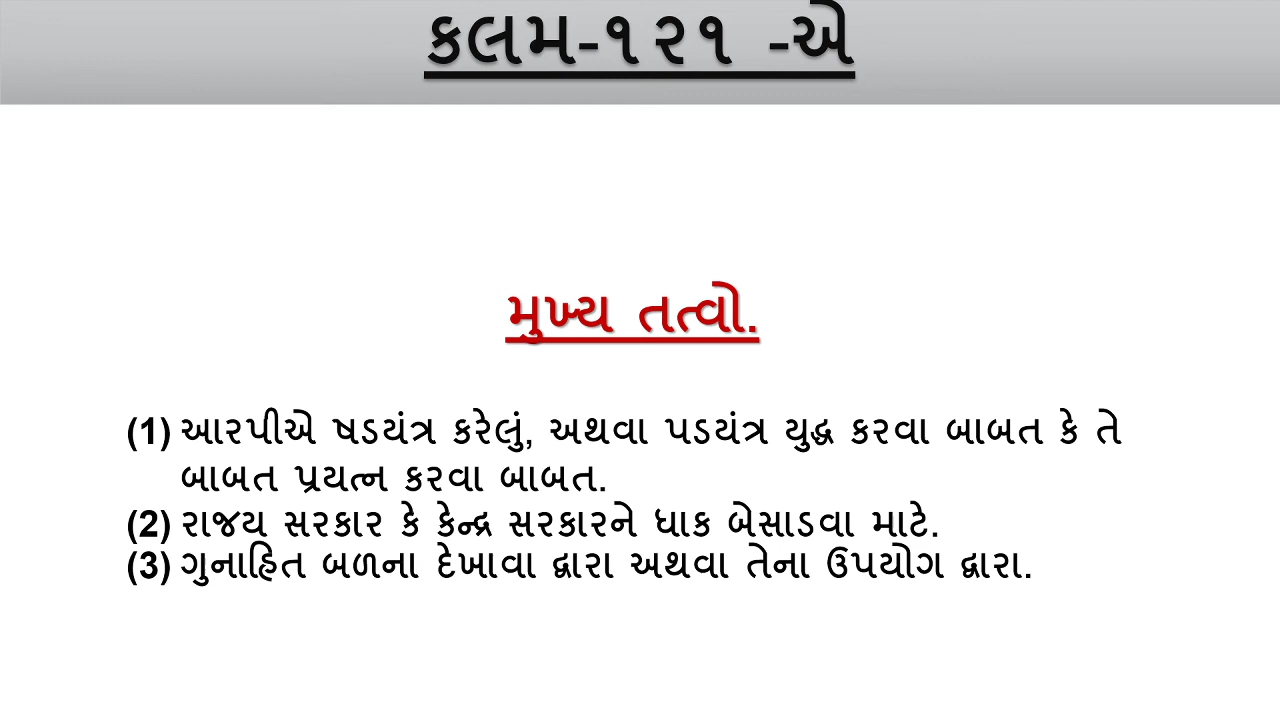 કલમ-૧૨૧ -એ
મુખ્ય તત્વો.
(1) આરપીએ ષડયંત્ર કરેલું, અથવા પડયંત્ર યુદ્ધ કરવા બાબત કે તે
બાબત પ્રયત્ન કરવા બાબત.
(2) રાજ્ય સરકાર કે કેન્દ્ર સરકારને ધાક બેસાડવા માટે.
(3) ગુનાહિત બળના દેખાવા દ્વારા અથવા તેના ઉપયોગ દ્વારા.